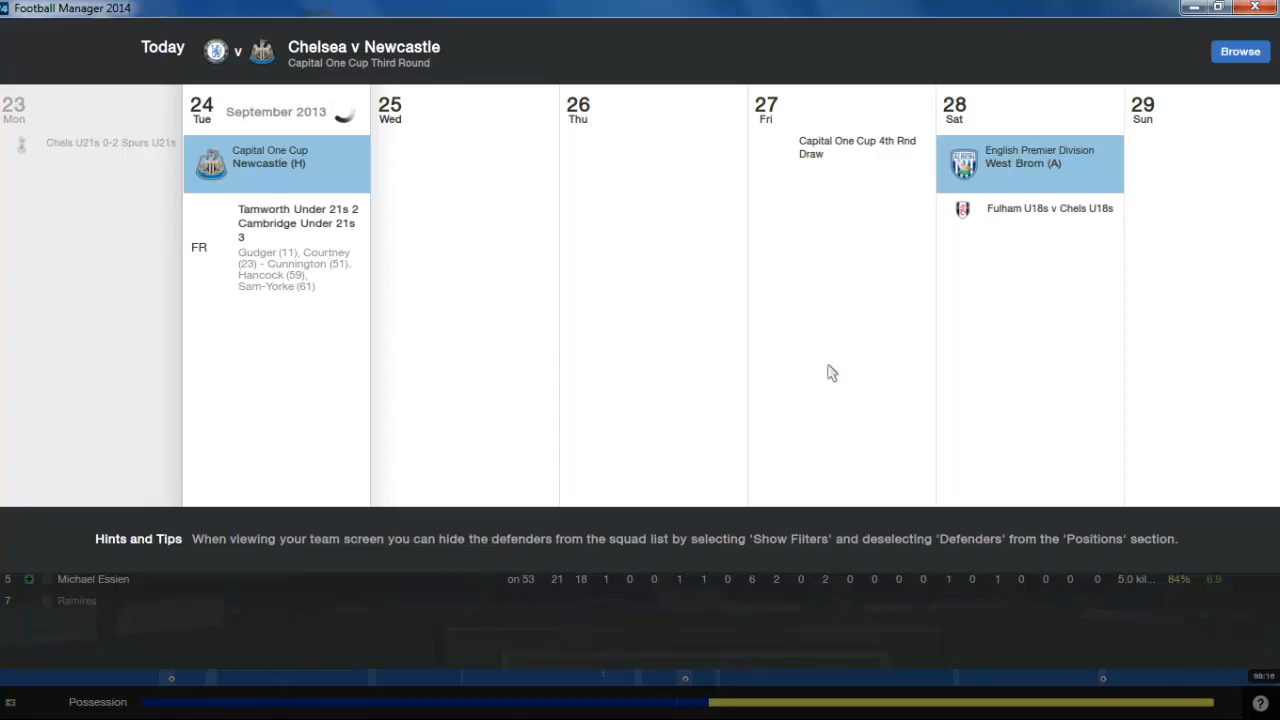 Football Manager 2014
Today
v
Chelsea v Newcastle
Capital One Cup Third Round
Browse
23
Mon
Chels U21s 0-2 Spurs U21s
24
Tue
September 2013
Capital One Cup
Newcastle (H)
FR
Tamworth Under 21s 2
Cambridge Under 21s
3
Gudger (11), Courtney
(23) - Cunnington (51),
Hancock (59),
Sam-Yorke (61)
25
Wed
26
Thu
27
Fri
Capital One Cup 4th Rnd
Draw
28
Sat
English Premier Division
West Brom (A)
Fulham U18s v Chels U18s
29
Sun
Hints and Tips When viewing your team screen you can hide the defenders from the squad list by selecting 'Show Filters' and deselecting 'Defenders' from the 'Positions' section.
5 Michael Essien on 53 21 18 1 0 0 1 1 0 6 2 0 2 0 0 0 0 1 0 1 0 0 0 0 5.0 kil... 84% 6.9
7 Ramires
98:16
Possession
?